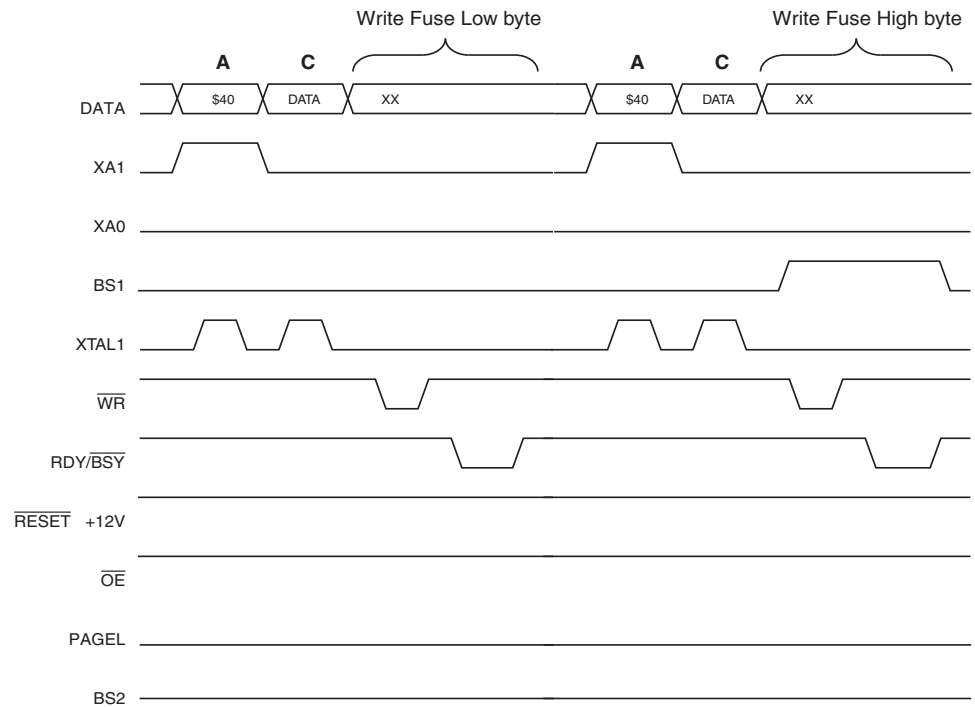 Write Fuse Low byte Write Fuse High byte
A C A C
DATA $40 DATA XX $40 DATA XX
XA1
XA0
BS1
XTAL1
WR
RDY/BSY
RESET +12V
OE
PAGEL
BS2